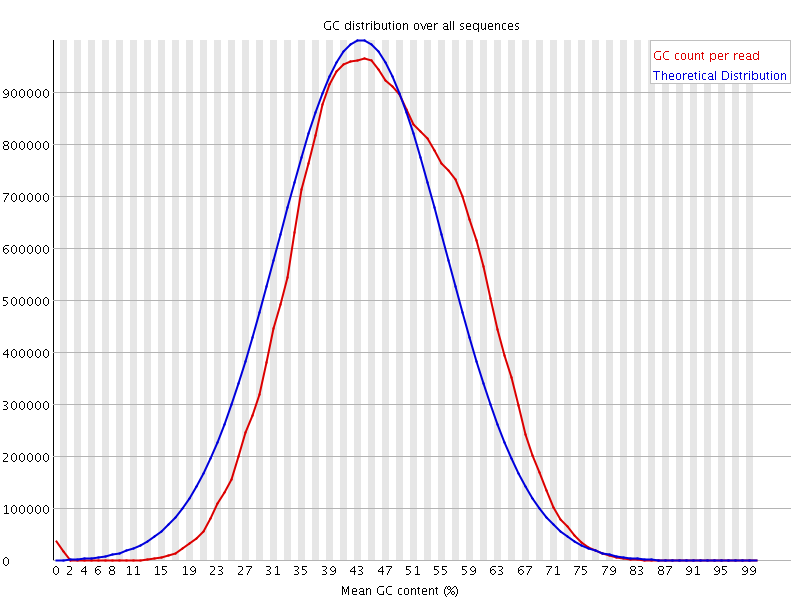 GC distribution over all sequences
GC count per read
Theoretical Distribution
900000
800000
700000
600000
500000
400000
300000
200000
100000
0
0 2 4 6 8 11 15 19 23 27 31 35 39 43 47 51 55 59 63 67 71 75 79 83 87 91 95 99
Mean GC content (%)